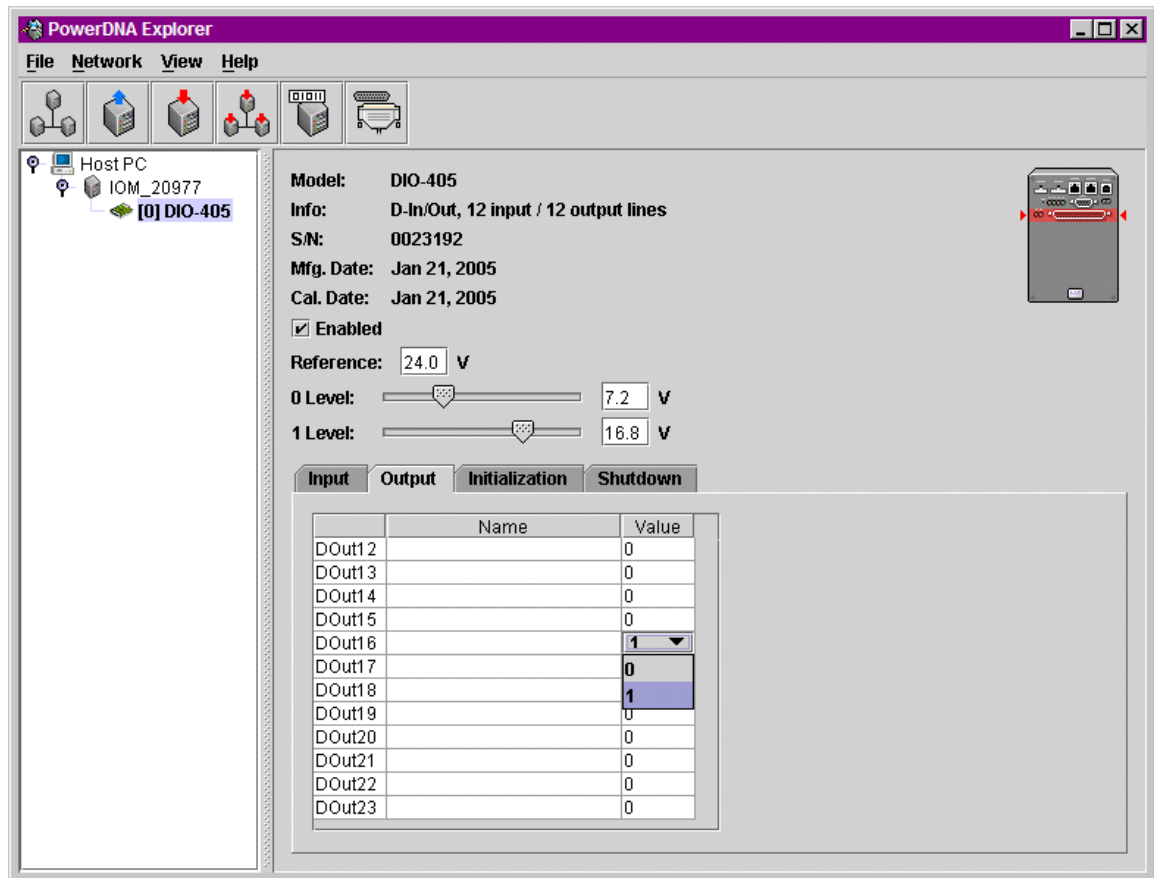 PowerDNA Explorer
File Network View Help
01011
Host PC
IOM_20977
[0] DIO-405
Model: DIO-405
Info: D-In/Out, 12 input / 12 output lines
S/N: 0023192
Mfg. Date: Jan 21, 2005
Cal. Date: Jan 21, 2005
Enabled
Reference: 24.0 V
0 Level: 7.2 V
1 Level: 16.8 V
Input Output Initialization Shutdown
Name Value
DOut12 0
DOut13 0
DOut14 0
DOut15 0
DOut16 1
DOut17 0
DOut18 1
DOut19 0
DOut20 0
DOut21 0
DOut22 0
DOut23 0